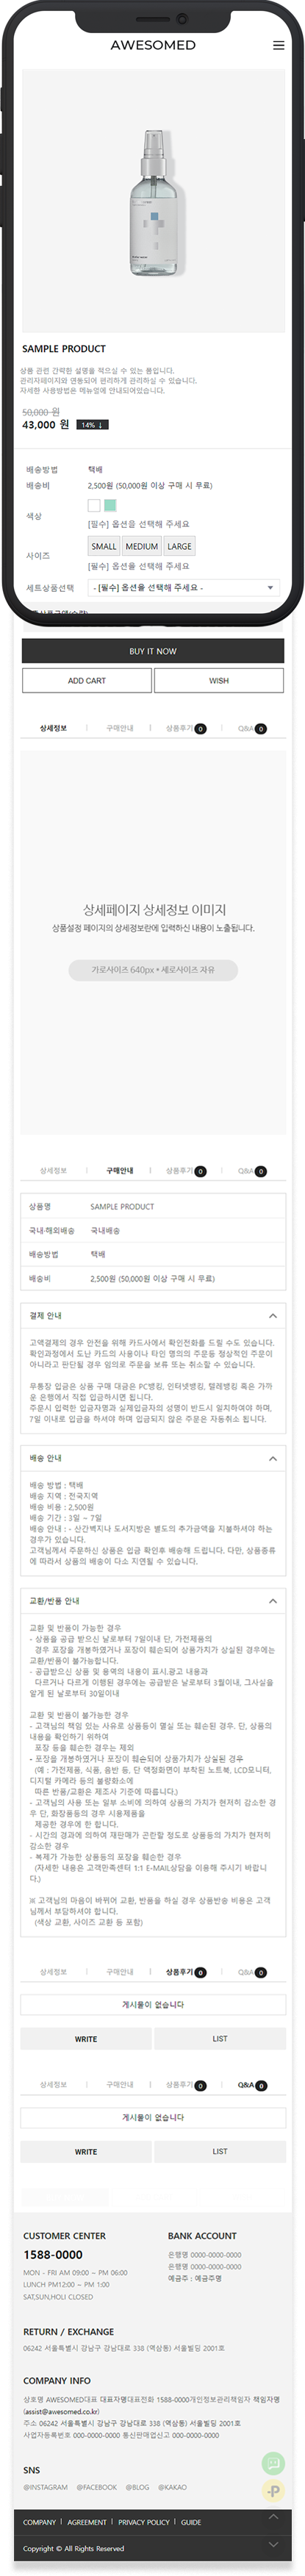 AWESOMED
SAMPLE PRODUCT
상품 관련 간략한 설명을 적으실 수 있는 폼입니다.
관리자페이지와 연동되어 편리하게 관리하실 수 있습니다.
자세한 사용방법은 메뉴얼에 안내되어있습니다.
50,000 원
43,000 원 14% ↓
배송방법 택배
배송비 2,500원 (50,000원 이상 구매 시 무료)
색상
[필수] 옵션을 선택해 주세요
사이즈 SMALL MEDIUM LARGE
[필수] 옵션을 선택해 주세요
세트상품선택 - [필수] 옵션을 선택해 주세요 -
BUY IT NOW
ADD CART WISH
상세정보 구매안내 상품후기 0 Q&A 0
상세페이지 상세정보 이미지
상품설정 페이지의 상세정보란에 입력하신 내용이 노출됩니다.
가로사이즈 640px * 세로사이즈 자유
상세정보 구매안내 상품후기 0 Q&A 0
상품명 SAMPLE PRODUCT
국내·해외배송 국내배송
배송방법 택배
배송비 2,500원 (50,000원 이상 구매 시 무료)
결제 안내
고액결제의 경우 안전을 위해 카드사에서 확인전화를 드릴 수도 있습니다.
확인과정에서 도난 카드의 사용이나 타인 명의의 주문등 정상적인 주문이
아니라고 판단될 경우 임의로 주문을 보류 또는 취소할 수 있습니다.
무통장 입금은 상품 구매 대금은 PC뱅킹, 인터넷뱅킹, 텔레뱅킹 혹은 가까
운 은행에서 직접 입금하시면 됩니다.
주문시 입력한 입금자명과 실제입금자의 성명이 반드시 일치하여야 하며,
7일 이내로 입금을 하셔야 하며 입금되지 않은 주문은 자동취소 됩니다.
배송 안내
배송 방법 : 택배
배송 지역 : 전국지역
배송 비용 : 2,500원
배송 기간 : 3일 ~ 7일
배송 안내 : - 산간벽지나 도서지방은 별도의 추가금액을 지불하셔야 하는
경우가 있습니다.
고객님께서 주문하신 상품은 입금 확인후 배송해 드립니다. 다만, 상품종류
에 따라서 상품의 배송이 다소 지연될 수 있습니다.
교환/반품 안내
교환 및 반품이 가능한 경우
- 상품을 공급 받으신 날로부터 7일이내 단, 가전제품의
경우 포장을 개봉하였거나 포장이 훼손되어 상품가치가 상실된 경우에는
교환/반품이 불가능합니다.
- 공급받으신 상품 및 용역의 내용이 표시.광고 내용과
다르거나 다르게 이행된 경우에는 공급받은 날로부터 3월이내, 그사실을
알게 된 날로부터 30일이내
교환 및 반품이 불가능한 경우
- 고객님의 책임 있는 사유로 상품등이 멸실 또는 훼손된 경우. 단, 상품의
내용을 확인하기 위하여
포장 등을 훼손한 경우는 제외
- 포장을 개봉하였거나 포장이 훼손되어 상품가치가 상실된 경우
(예 : 가전제품, 식품, 음반 등, 단 액정화면이 부착된 노트북, LCD모니터,
디지털 카메라 등의 불량화소에
따른 반품/교환은 제조사 기준에 따릅니다.)
- 고객님의 사용 또는 일부 소비에 의하여 상품의 가치가 현저히 감소한 경
우 단, 화장품등의 경우 시용제품을
제공한 경우에 한 합니다.
- 시간의 경과에 의하여 재판매가 곤란할 정도로 상품등의 가치가 현저히
감소한 경우
- 복제가 가능한 상품등의 포장을 훼손한 경우
(자세한 내용은 고객만족센터 1:1 E-MAIL상담을 이용해 주시기 바랍니
다.)
※ 고객님의 마음이 바뀌어 교환, 반품을 하실 경우 상품반송 비용은 고객
님께서 부담하셔야 합니다.
(색상 교환, 사이즈 교환 등 포함)
상세정보 구매안내 상품후기 0 Q&A 0
게시물이 없습니다
WRITE LIST
상세정보 구매안내 상품후기 0 Q&A 0
게시물이 없습니다
WRITE LIST
CUSTOMER CENTER
1588-0000
MON - FRI AM 09:00 ~ PM 06:00
LUNCH PM12:00 ~ PM 1:00
SAT,SUN,HOLI CLOSED
BANK ACCOUNT
은행명 0000-0000-0000
은행명 0000-0000-0000
예금주 : 예금주명
RETURN / EXCHANGE
06242 서울특별시 강남구 강남대로 338 (역삼동) 서울빌딩 2001호
COMPANY INFO
상호명 AWESOMED대표 대표자명대표전화 1588-0000개인정보관리책임자 책임자명
(assist@awesomed.co.kr)
주소 06242 서울특별시 강남구 강남대로 338 (역삼동) 서울빌딩 2001호
사업자등록번호 000-0000-0000 통신판매업신고 000-0000-0000
SNS
@INSTAGRAM @FACEBOOK @BLOG @KAKAO
P
COMPANY AGREEMENT PRIVACY POLICY GUIDE
Copyright © All Rights Reserved